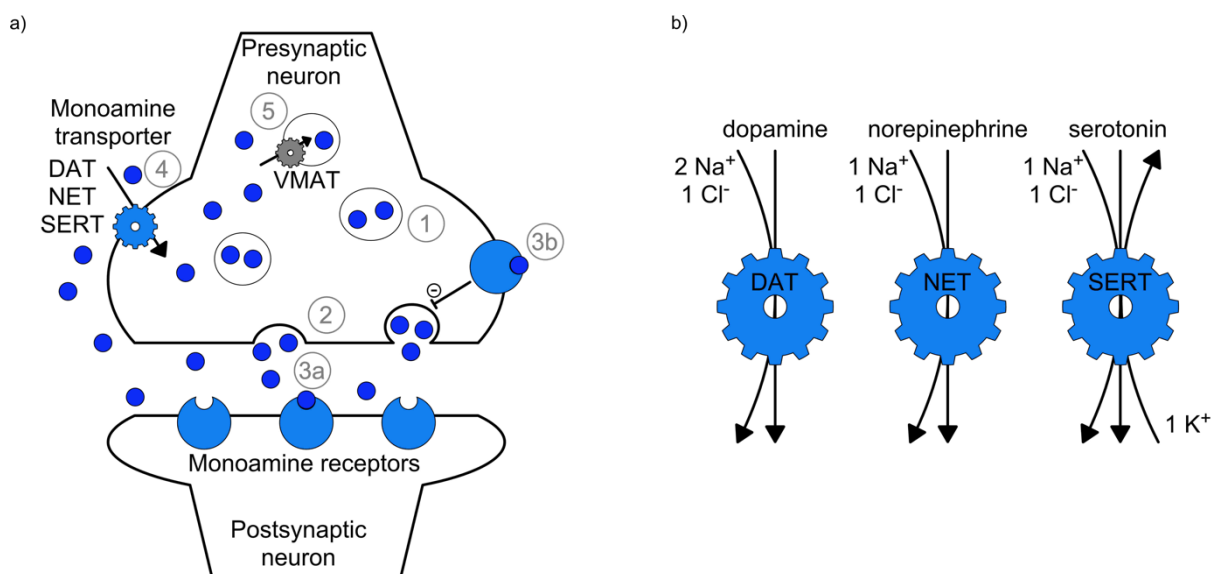 a)
Presynaptic
neuron
5
VMAT
Monoamine
transporter
DAT
NET
SERT
4
1
3b
⊖
2
3a
Monoamine receptors
Postsynaptic
neuron
b)
dopamine
2 Na⁺
1 Cl⁻
DAT
norepinephrine
1 Na⁺
1 Cl⁻
NET
serotonin
1 Na⁺
1 Cl⁻
SERT
1 K⁺